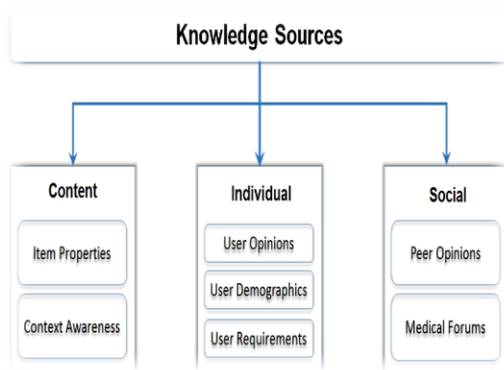 Knowledge Sources
Content
Item Properties
Context Awareness
Individual
User Opinions
User Demographics
User Requirements
Social
Peer Opinions
Medical Forums